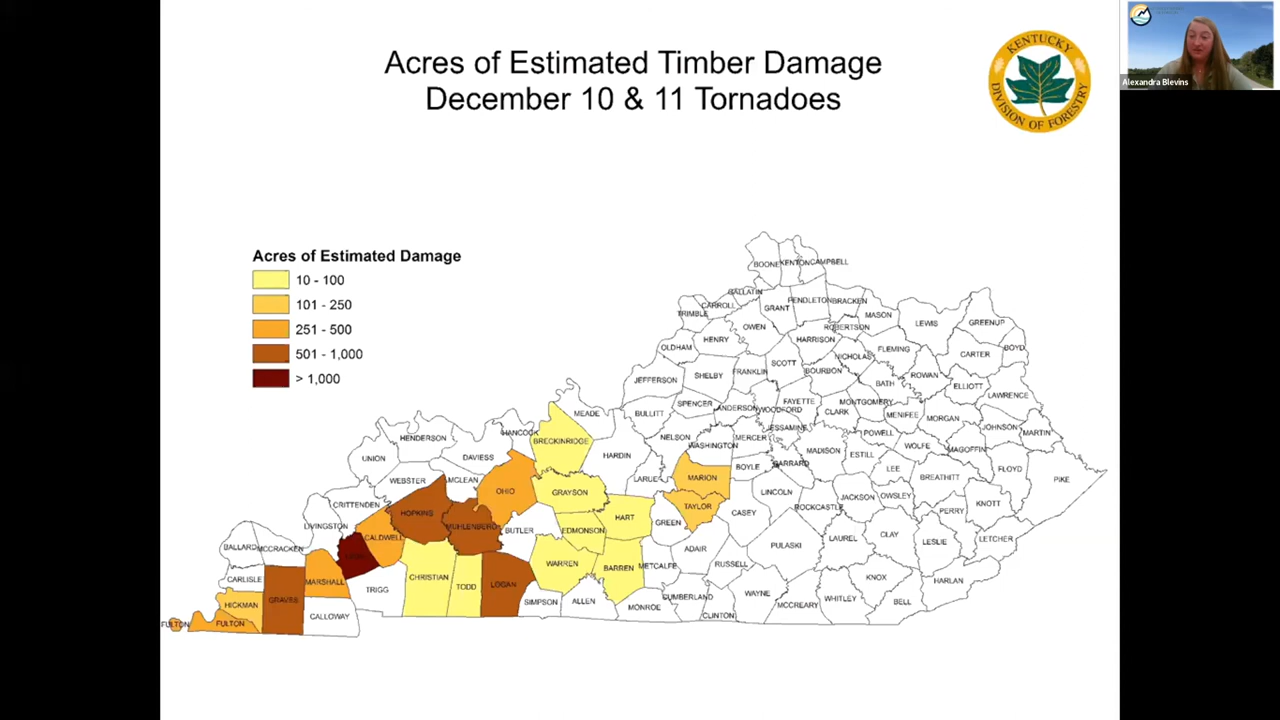 Acres of Estimated Timber Damage
December 10 & 11 Tornadoes
KENTUCKY
DIVISION OF FORESTRY
Alexandra Blevins
Acres of Estimated Damage
10 - 100
101 - 250
251 - 500
501 - 1,000
> 1,000
BOONE KENTON CAMPBELL
GALLATIN
CARROLL
TRIMBLE
GRANT
PENDLETON
BRACKEN
MASON
LEWIS
GREENUP
OWEN
ROBERTSON
HENRY
HARRISON
OLDHAM
FLEMING
NICHOLAS
CARTER
BOYD
SCOTT
JEFFERSON
SHELBY
FRANKLIN
BOURBON
BATH
ROWAN
ELLIOTT
LAWRENCE
MEADE
BULLITT
SPENCER
ANDERSON
WOODFORD
FAYETTE
CLARK
MONTGOMERY
MENIFEE
MORGAN
JOHNSON
MARTIN
HENDERSON
HANCOCK
BRECKINRIDGE
NELSON
WASHINGTON
MERCER
ESSAMINE
POWELL
WOLFE
MAGOFFIN
UNION
DAVIESS
HARDIN
MADISON
ESTILL
WEBSTER
MCLEAN
LARUE
MARION
BOYLE
GARRARD
LEE
BREATHITT
FLOYD
PIKE
OHIO
GRAYSON
LINCOLN
JACKSON
OWSLEY
KNOTT
CRITTENDEN
HOPKINS
TAYLOR
CASEY
ROCKCASTLE
PERRY
LIVINGSTON
MUHLENBERG
BUTLER
EDMONSON
HART
GREEN
LAUREL
CLAY
LESLIE
LETCHER
BALLARD
MCCRACKEN
CALDWELL
ADAIR
PULASKI
CARLISLE
MARSHALL
TRIGG
CHRISTIAN
TODD
LOGAN
WARREN
BARREN
METCALFE
RUSSELL
KNOX
HARLAN
HICKMAN
GRAVES
CALLOWAY
SIMPSON
ALLEN
MONROE
CUMBERLAND
WAYNE
MCCREARY
WHITLEY
BELL
FULTON
FULTON
CLINTON